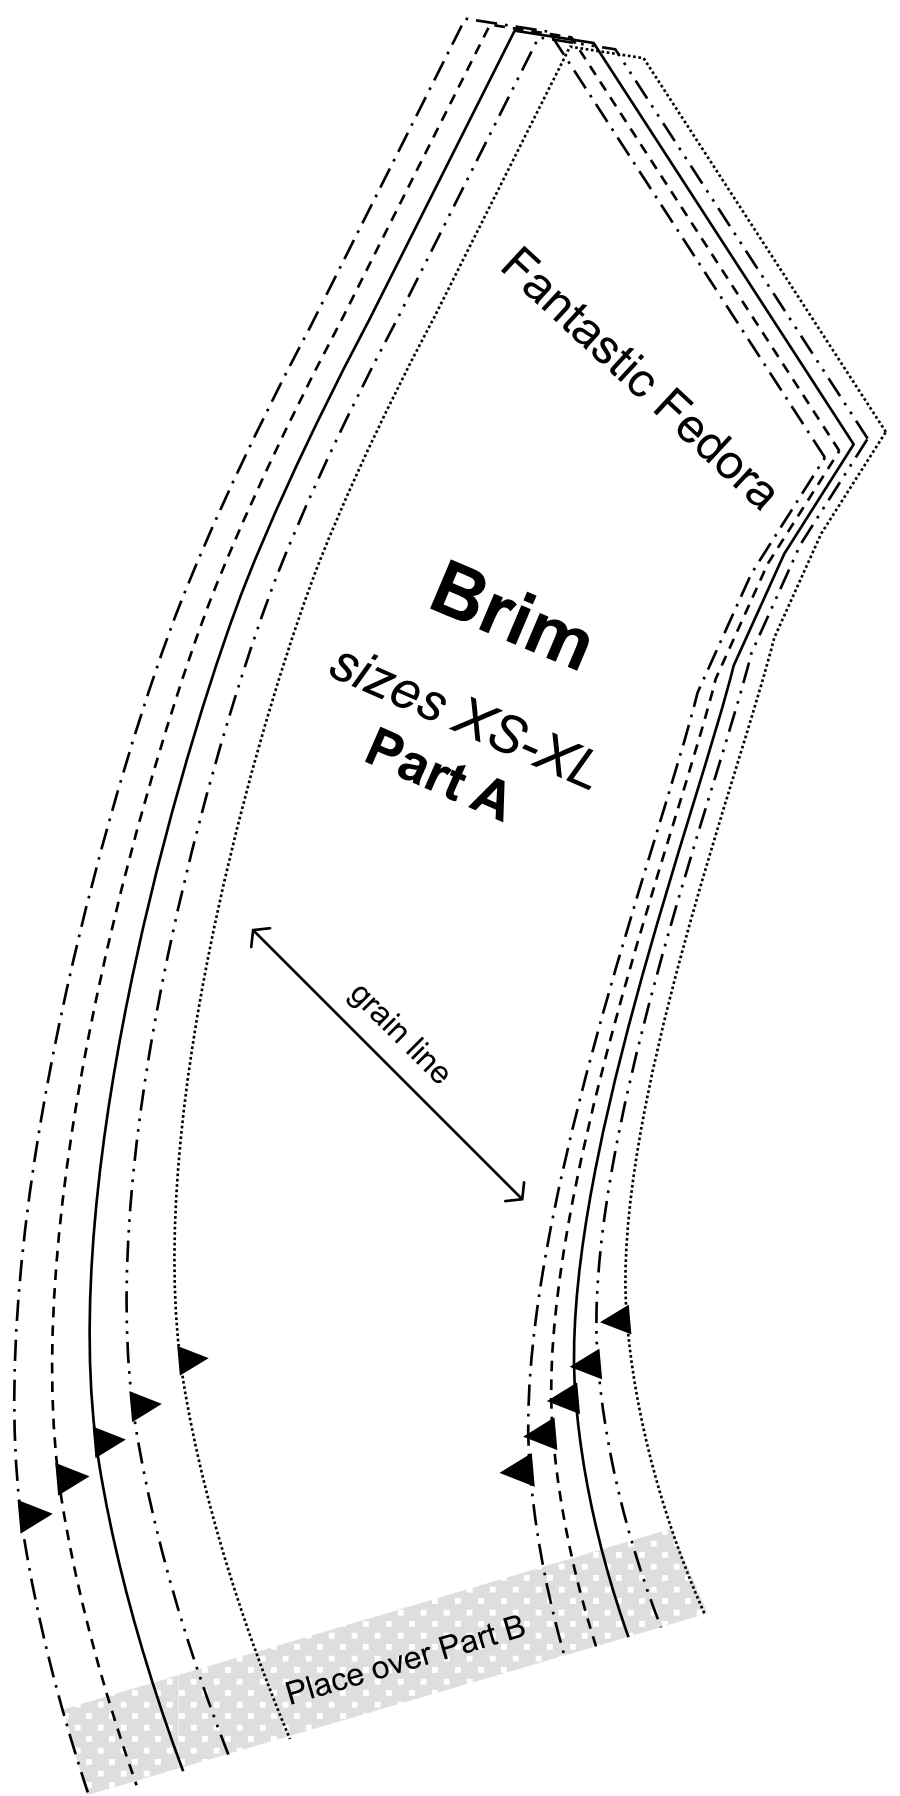 Fantastic Fedora
Brim
sizes XS-XL
Part A
grain line
Place over Part B